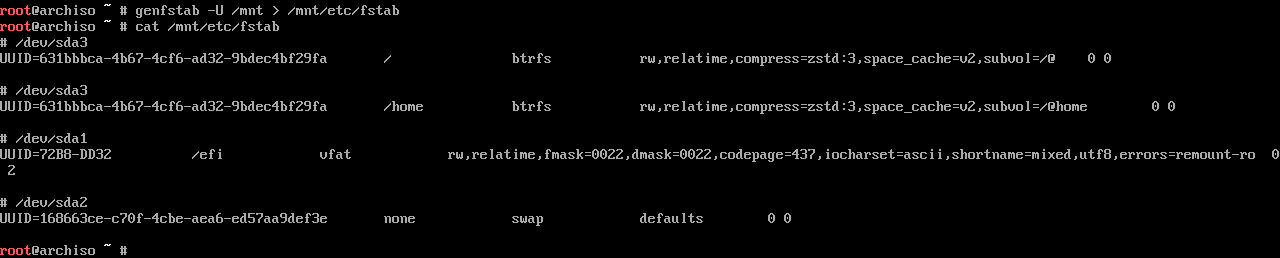 root@archiso ~ # genfstab -U /mnt > /mnt/etc/fstab
root@archiso ~ # cat /mnt/etc/fstab
# /dev/sda3
UUID=631bbbca-4b67-4cf6-ad32-9bdec4bf29fa / btrfs rw,relatime,compress=zstd:3,space_cache=v2,subvol=/@ 0 0
# /dev/sda3
UUID=631bbbca-4b67-4cf6-ad32-9bdec4bf29fa /home btrfs rw,relatime,compress=zstd:3,space_cache=v2,subvol=/@home 0 0
# /dev/sda1
UUID=72B8-DD32 /efi vfat rw,relatime,fmask=0022,dmask=0022,codepage=437,iocharset=ascii,shortname=mixed,utf8,errors=remount-ro 0
2
# /dev/sda2
UUID=168663ce-c70f-4cbe-aea6-ed57aa9def3e none swap defaults 0 0
root@archiso ~ #